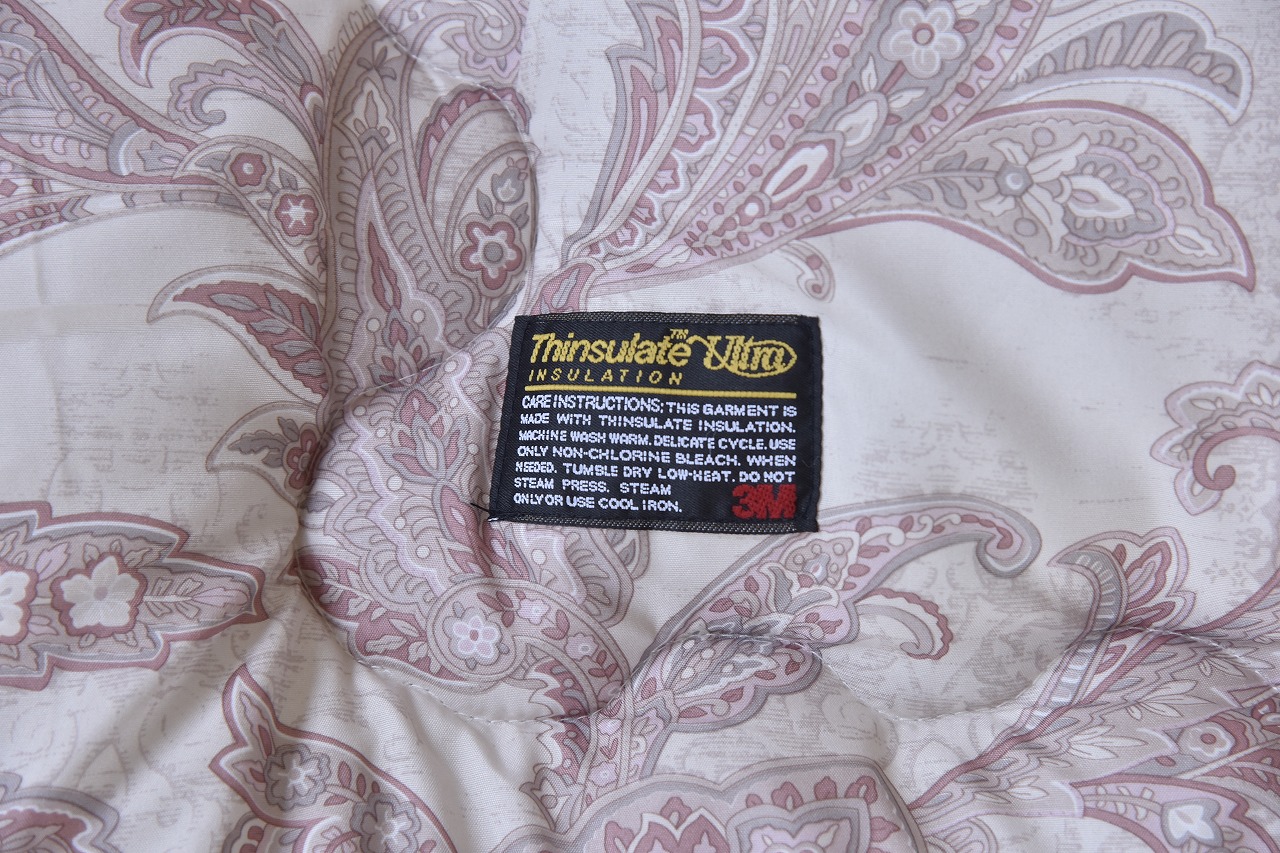 Thinsulate™ Ultra
INSULATION
CARE INSTRUCTIONS: THIS GARMENT IS
MADE WITH THINSULATE INSULATION.
MACHINE WASH WARM. DELICATE CYCLE. USE
ONLY NON-CHLORINE BLEACH. WHEN
NEEDED. TUMBLE DRY LOW-HEAT. DO NOT
STEAM PRESS. STEAM
ONLY OR USE COOL IRON.
3M